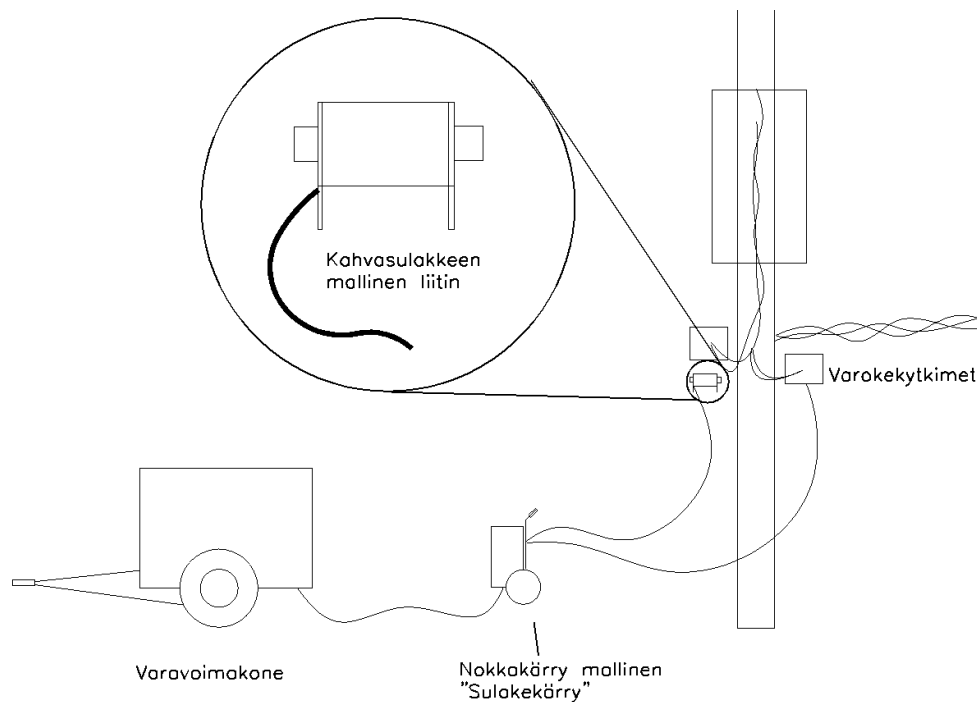 Kahvasulakkeen
mallinen liitin
Varokekytkimet
Varavoimakone
Nokkakärry mallinen
"Sulakekärry"